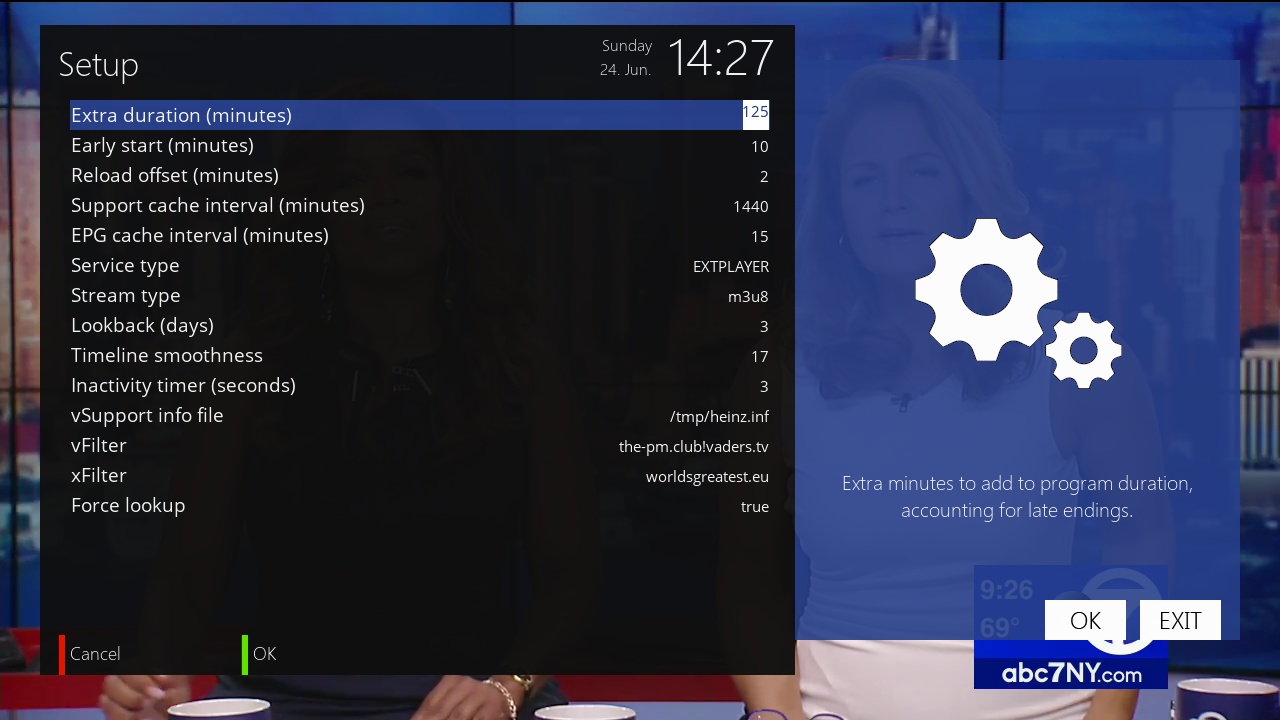 Setup
Sunday
24. Jun.
14:27
Extra duration (minutes) 125
Early start (minutes) 10
Reload offset (minutes) 2
Support cache interval (minutes) 1440
EPG cache interval (minutes) 15
Service type EXTPLAYER
Stream type m3u8
Lookback (days) 3
Timeline smoothness 17
Inactivity timer (seconds) 3
vSupport info file /tmp/heinz.inf
vFilter the-pm.club!vaders.tv
xFilter worldsgreatest.eu
Force lookup true
Cancel
OK
Extra minutes to add to program duration,
accounting for late endings.
9:26
69°
OK
EXIT
abc7NY.com